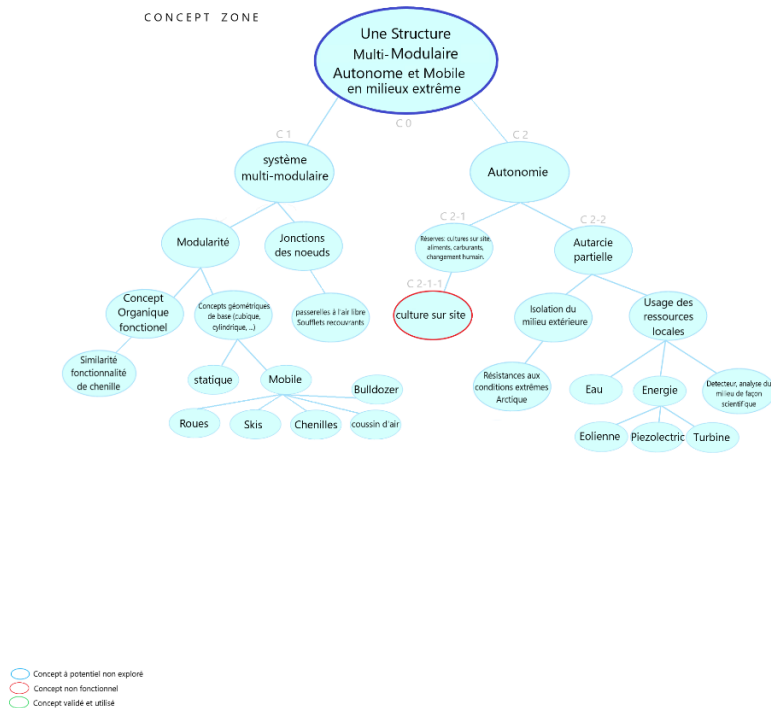 CONCEPT ZONE
Une Structure
Multi-Modulaire
Autonome et Mobile
en milieux extrême
C 0
C 1
C 2
système
multi-modulaire
Autonomie
C 2-1
C 2-2
Modularité
Jonctions
des noeuds
Réserves: cultures sur site,
aliments, carburants,
changement humain.
Autarcie
partielle
C 2-1-1
Concept
Organique
fonctionel
Concepts géométriques
de base (cubique,
cylindrique, ...)
passerelles à l'air libre
Soufflets recouvrants
culture sur site
Isolation du
milieu extérieure
Usage des
ressources
locales
Similarité
fonctionnalité
de chenille
statique
Mobile
Bulldozer
Résistances aux
conditions extrêmes
Arctique
Eau
Energie
Détecteur, analyse du
milieu de façon
scientifique
Roues
Skis
Chenilles
coussin d'air
Eolienne
Piezolectric
Turbine
Concept à potentiel non exploré
Concept non fonctionnel
Concept validé et utilisé